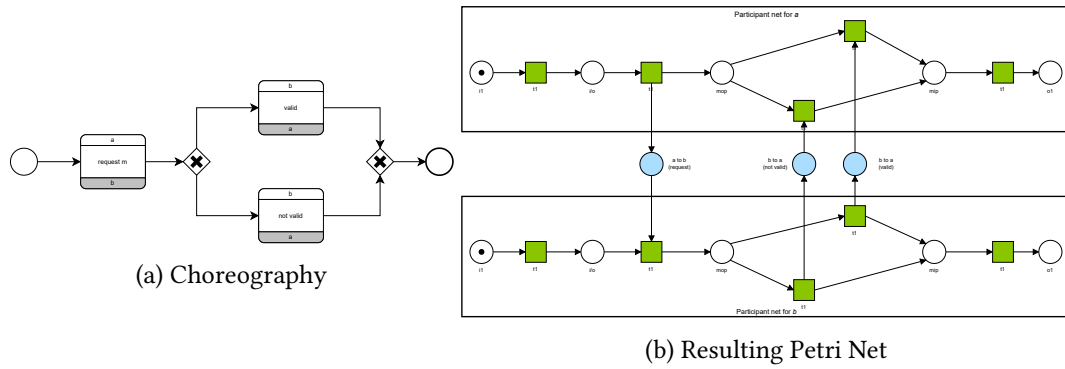 b
valid
a
a
request m
b
b
not valid
a
(a) Choreography
Participant net for a
i1
t1
i/o
t1
mop
mip
t1
o1
a to b
(request)
b to a
(not valid)
b to a
(valid)
i1
t1
i/o
t1
mop
t1
mip
t1
o1
t1
Participant net for b
(b) Resulting Petri Net